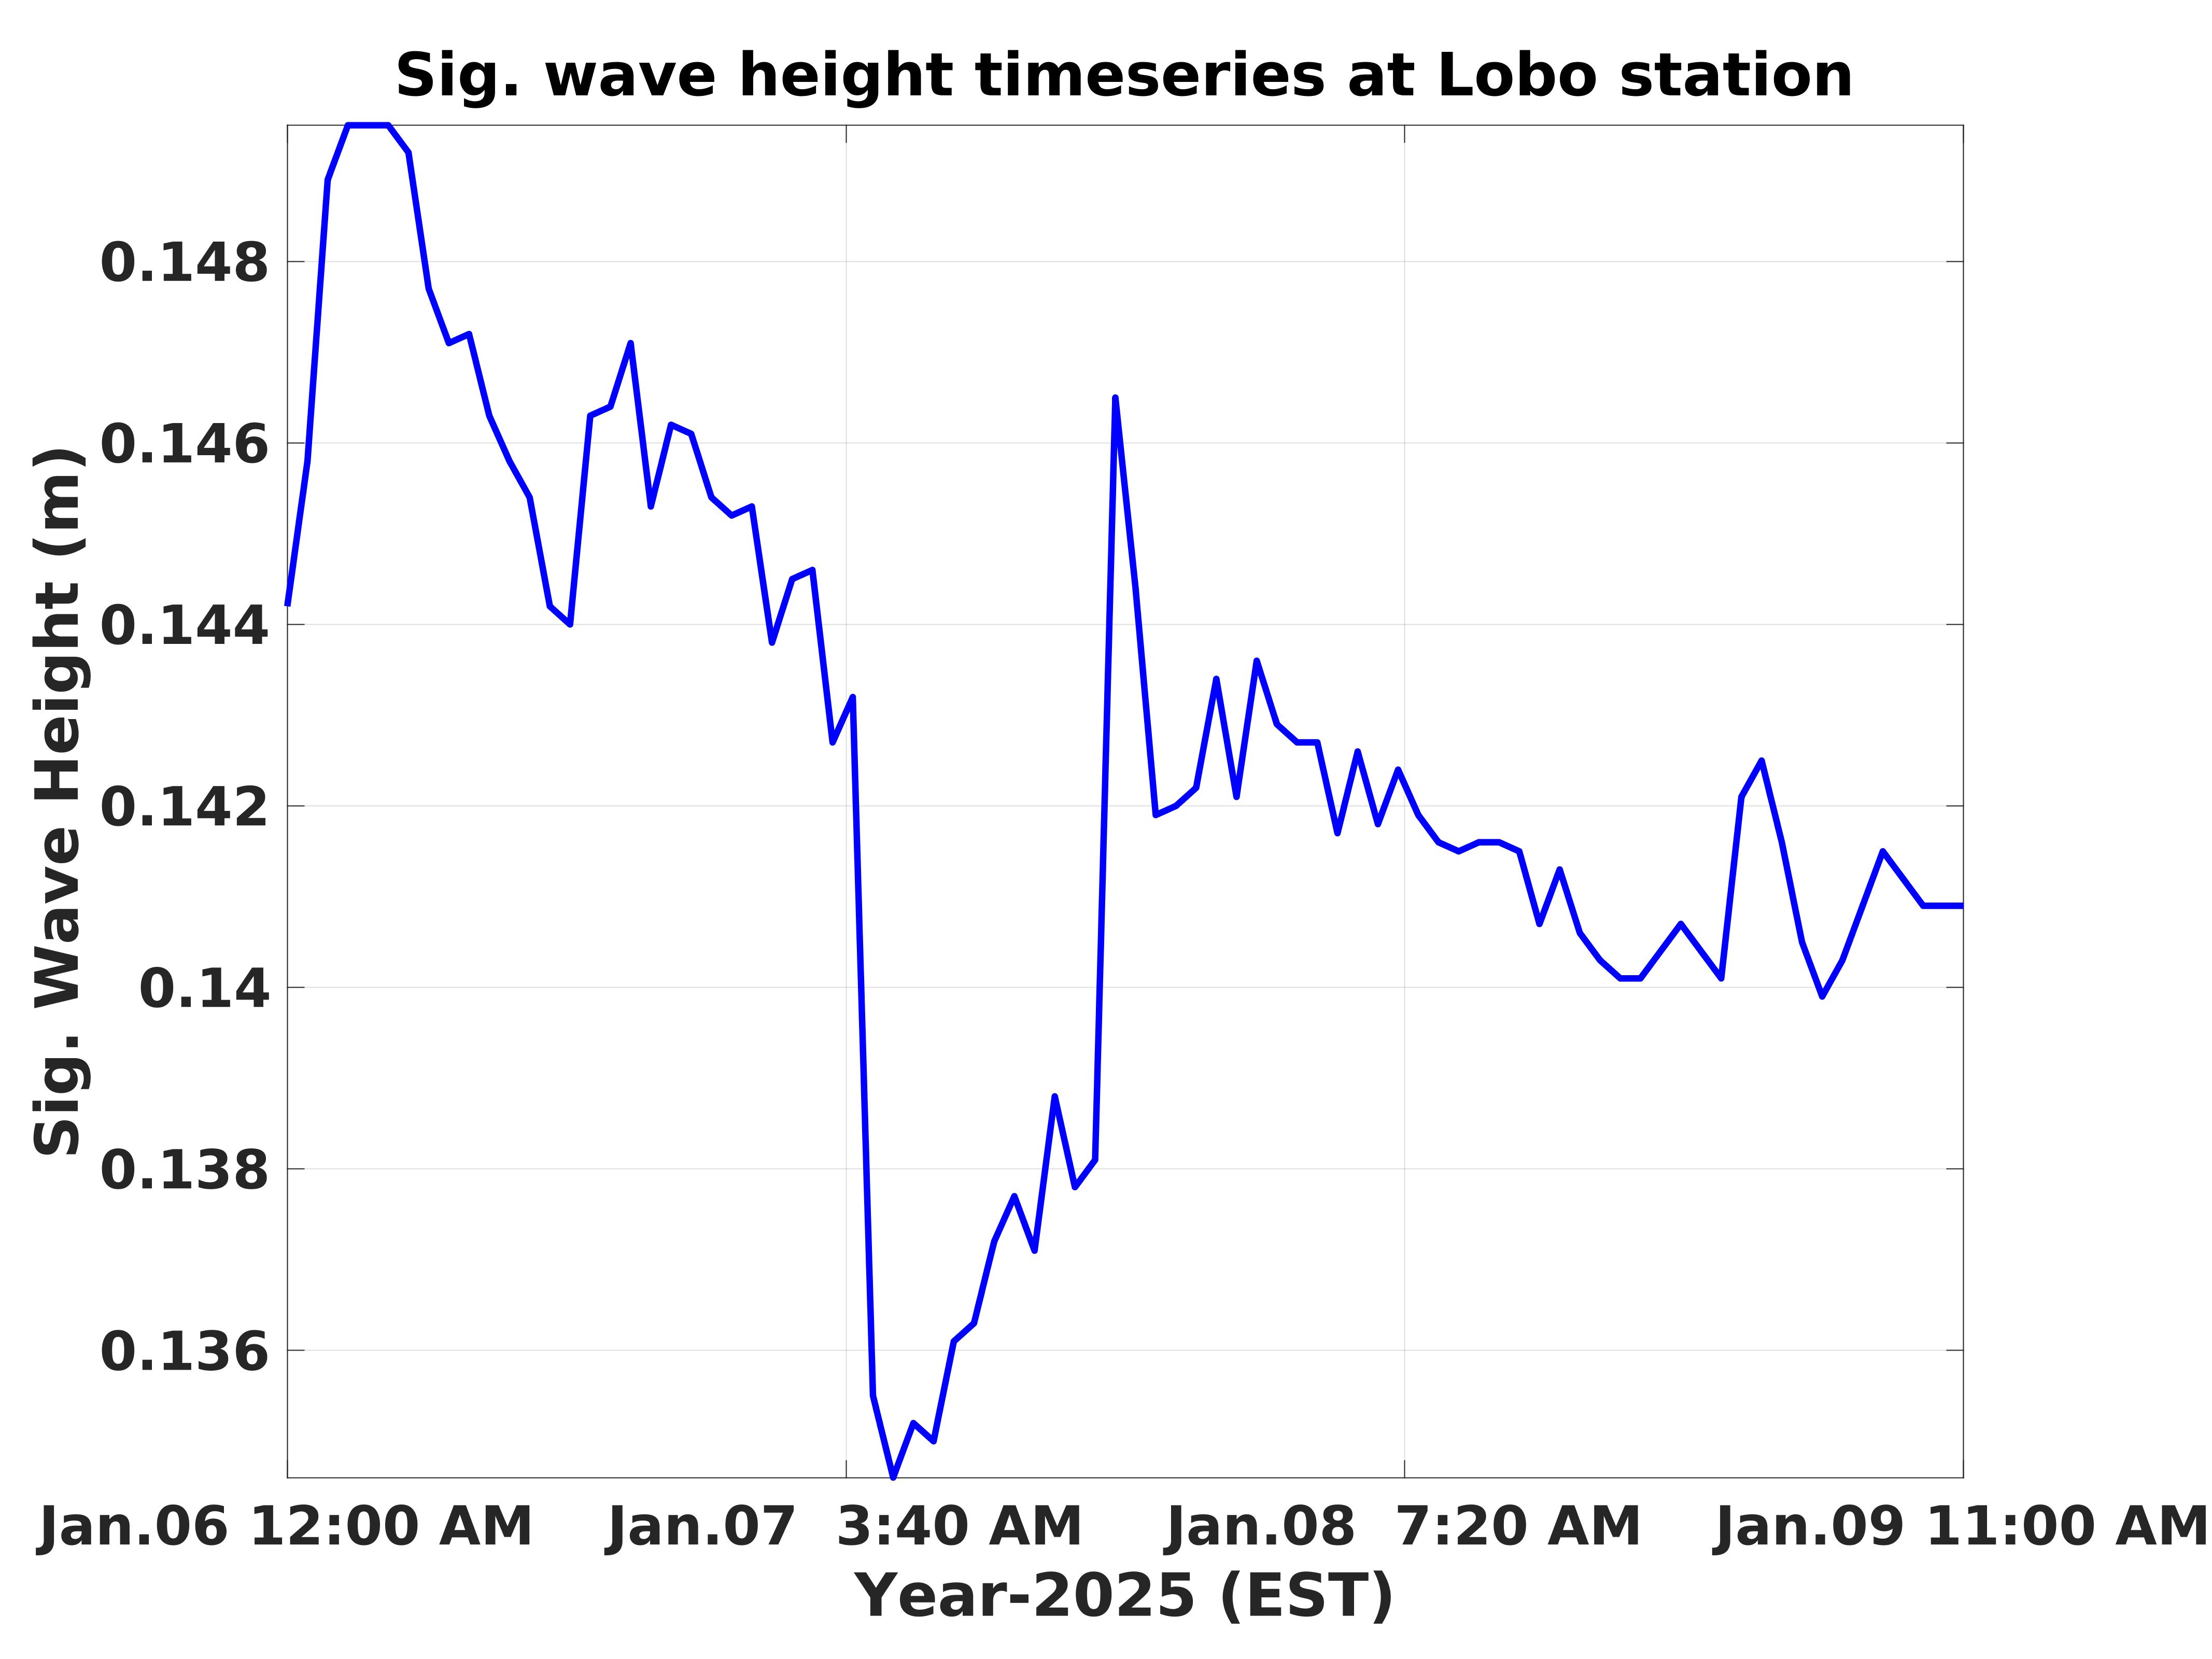 Sig. wave height timeseries at Lobo station
Sig. Wave Height (m)
0.148
0.146
0.144
0.142
0.14
0.138
0.136
Jan.06 12:00 AM Jan.07 3:40 AM Jan.08 7:20 AM Jan.09 11:00 AM
Year-2025 (EST)